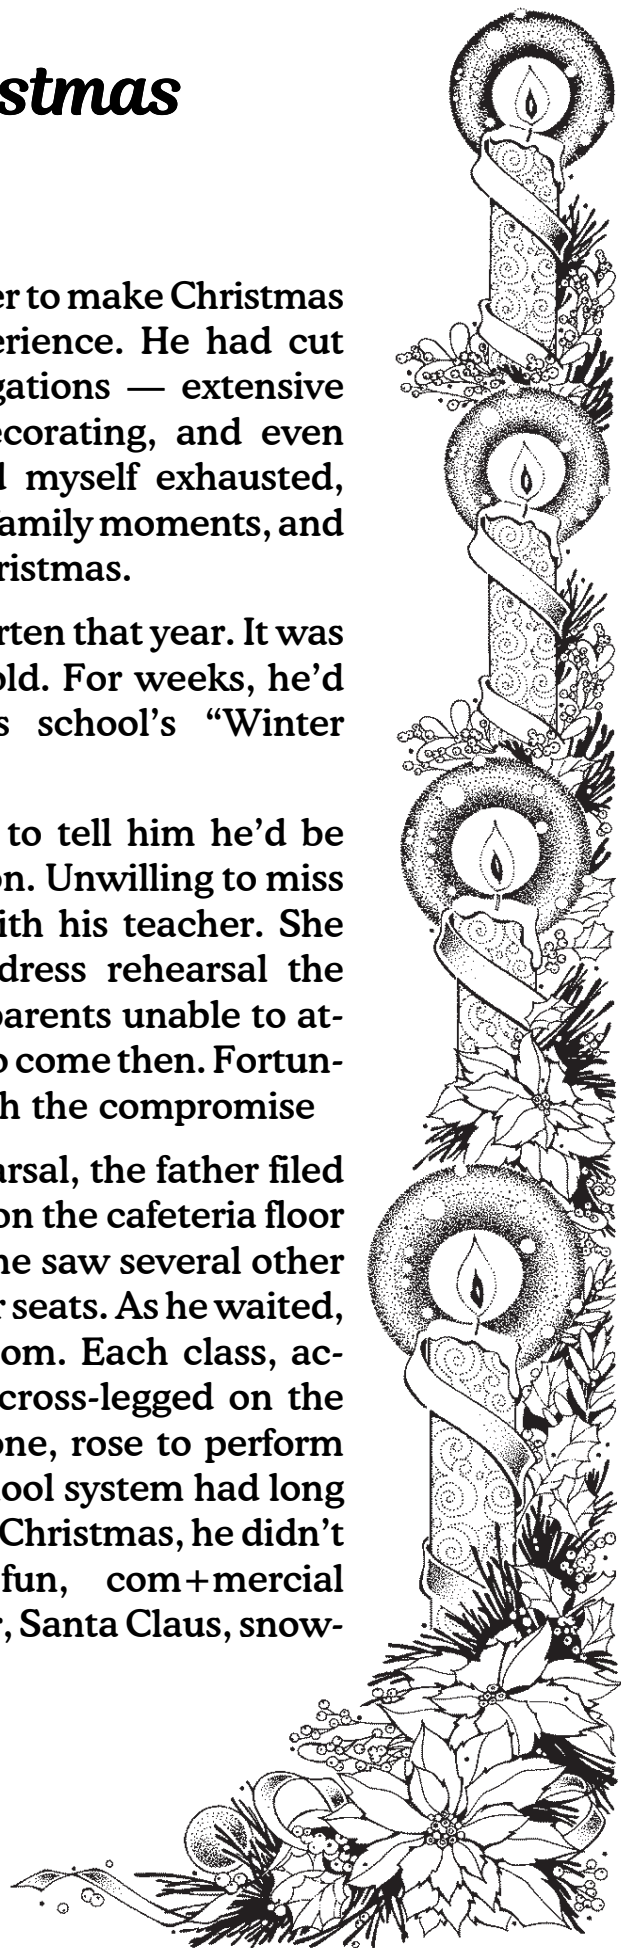 stmas
er to make Christmas
erience. He had cut
gations — extensive
ecorating, and even
d myself exhausted,
family moments, and
ristmas.
rten that year. It was
old. For weeks, he’d
s school’s “Winter
to tell him he’d be
on. Unwilling to miss
ith his teacher. She
dress rehearsal the
parents unable to at-
o come then. Fortun-
h the compromise
arsal, the father filed
on the cafeteria floor
he saw several other
r seats. As he waited,
om. Each class, ac-
cross-legged on the
one, rose to perform
ool system had long
Christmas, he didn’t
fun, com+mercial
r, Santa Claus, snow-